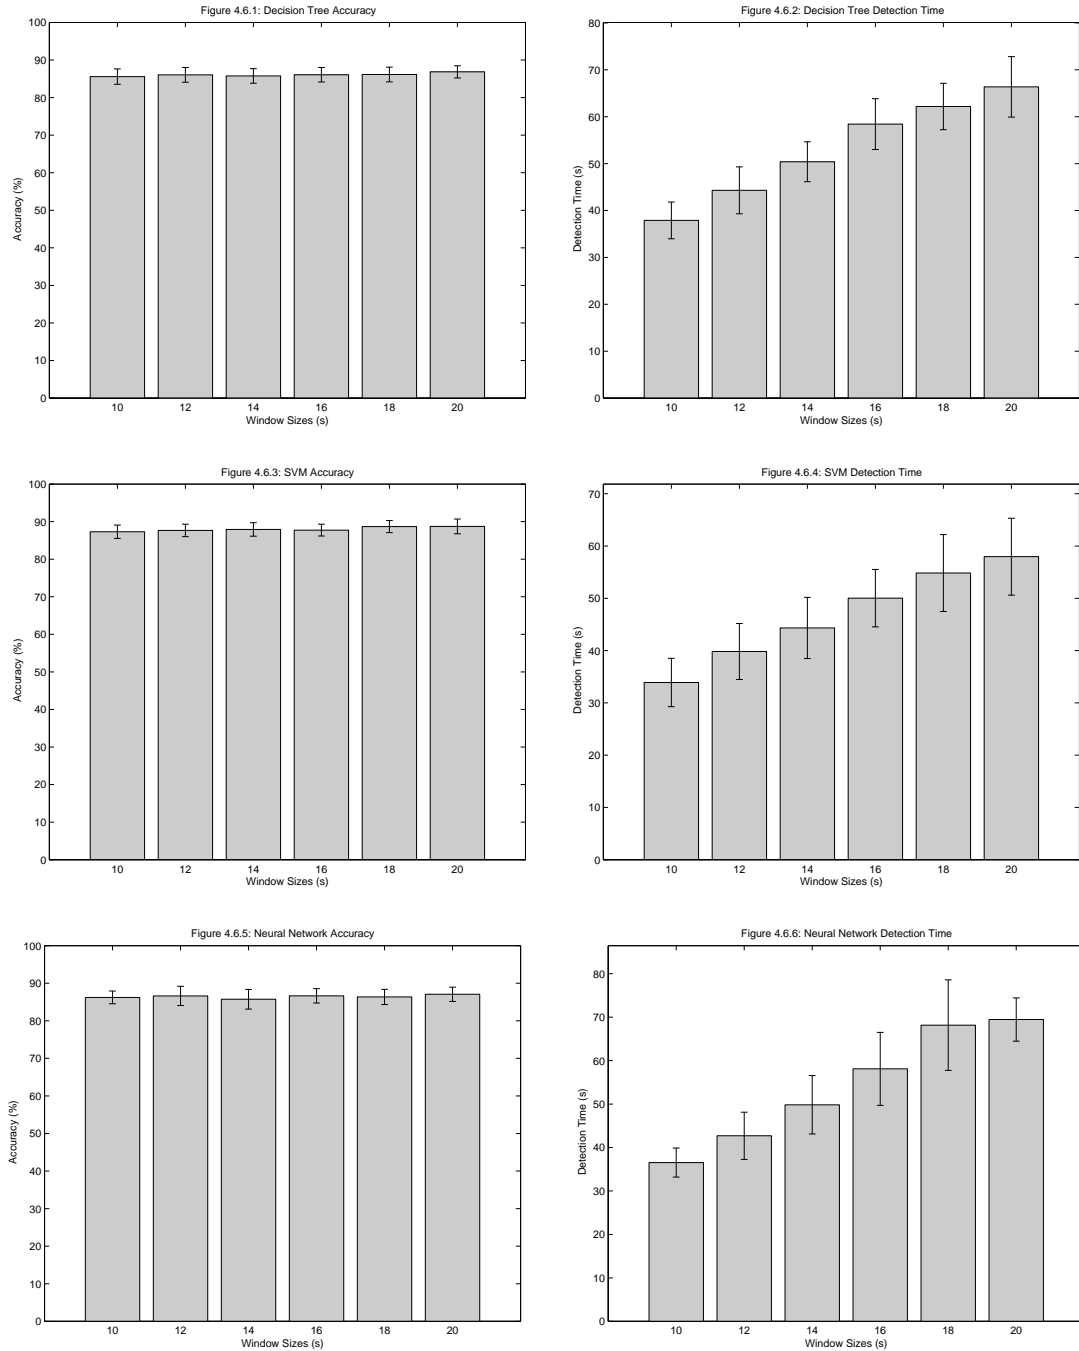 Figure 4.6.1: Decision Tree Accuracy
100
90
80
70
60
50
40
30
20
10
0
Accuracy (%)
10 12 14 16 18 20
Window Sizes (s)
Figure 4.6.2: Decision Tree Detection Time
80
70
60
50
40
30
20
10
0
Detection Time (s)
10 12 14 16 18 20
Window Sizes (s)
Figure 4.6.3: SVM Accuracy
100
90
80
70
60
50
40
30
20
10
0
Accuracy (%)
10 12 14 16 18 20
Window Sizes (s)
Figure 4.6.4: SVM Detection Time
70
60
50
40
30
20
10
0
Detection Time (s)
10 12 14 16 18 20
Window Sizes (s)
Figure 4.6.5: Neural Network Accuracy
100
90
80
70
60
50
40
30
20
10
0
Accuracy (%)
10 12 14 16 18 20
Window Sizes (s)
Figure 4.6.6: Neural Network Detection Time
80
70
60
50
40
30
20
10
0
Detection Time (s)
10 12 14 16 18 20
Window Sizes (s)